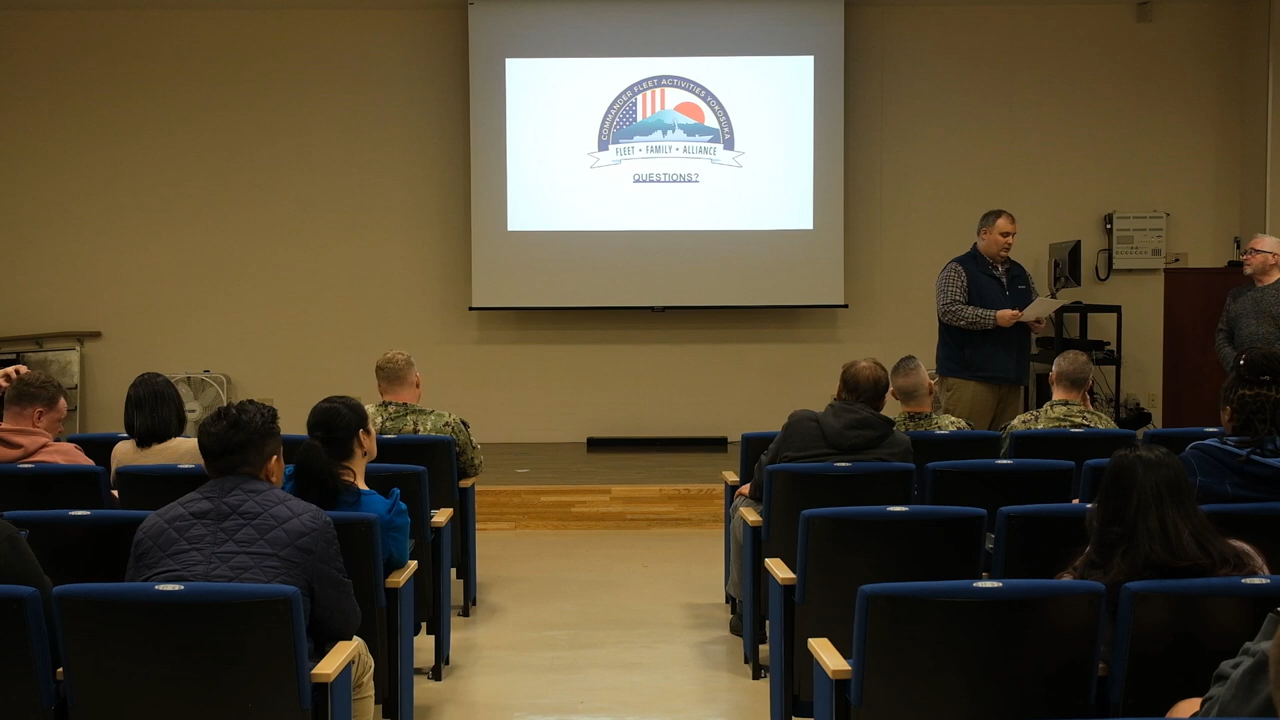 COMMANDER FLEET ACTIVITIES YOKOSUKA
FLEET • FAMILY • ALLIANCE
QUESTIONS?